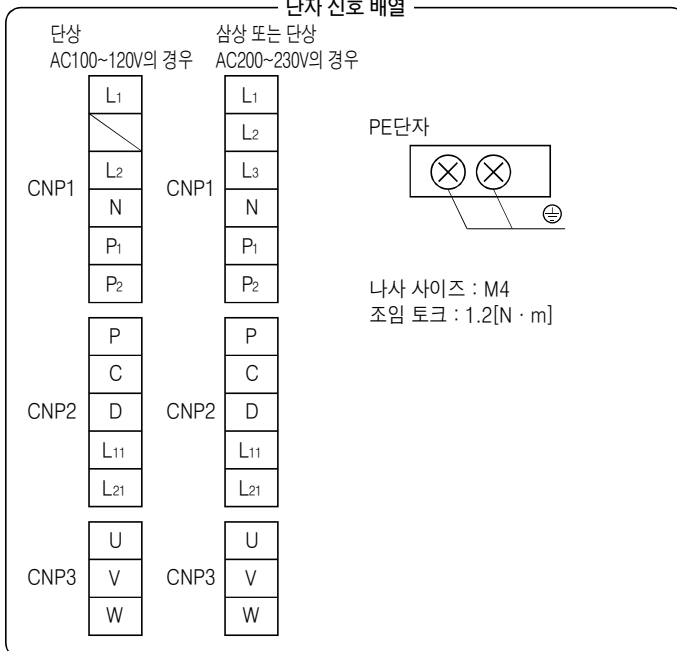 단자 신호 배열
단상
AC100~120V의 경우
삼상 또는 단상
AC200~230V의 경우
CNP1
L1
L2
N
P1
P2
CNP1
L1
L2
L3
N
P1
P2
CNP2
P
C
D
L11
L21
CNP2
P
C
D
L11
L21
CNP3
U
V
W
CNP3
U
V
W
PE단자
나사 사이즈 : M4
조임 토크 : 1.2[N · m]